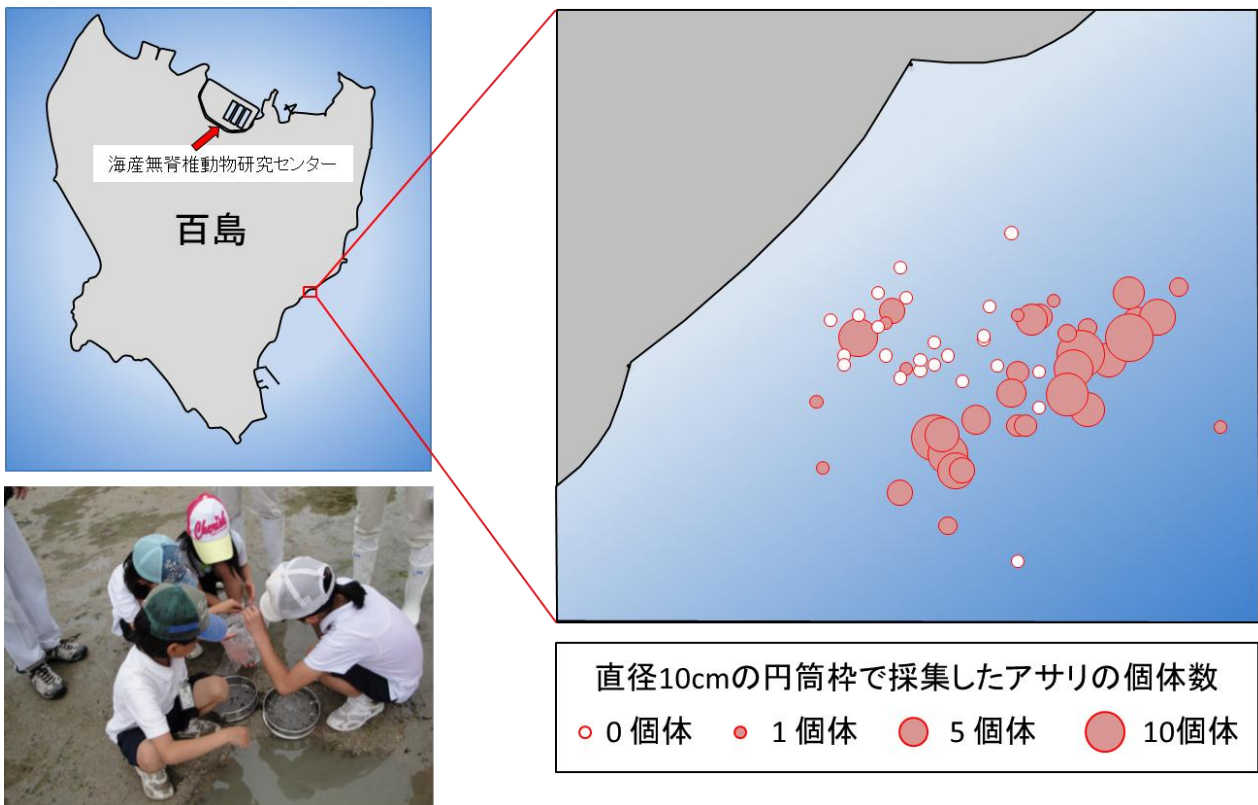 海産無脊椎動物研究センター
百島
Cherish
直径10cmの円筒枠で採集したアサリの個体数
0 個体 1 個体 5 個体 10個体